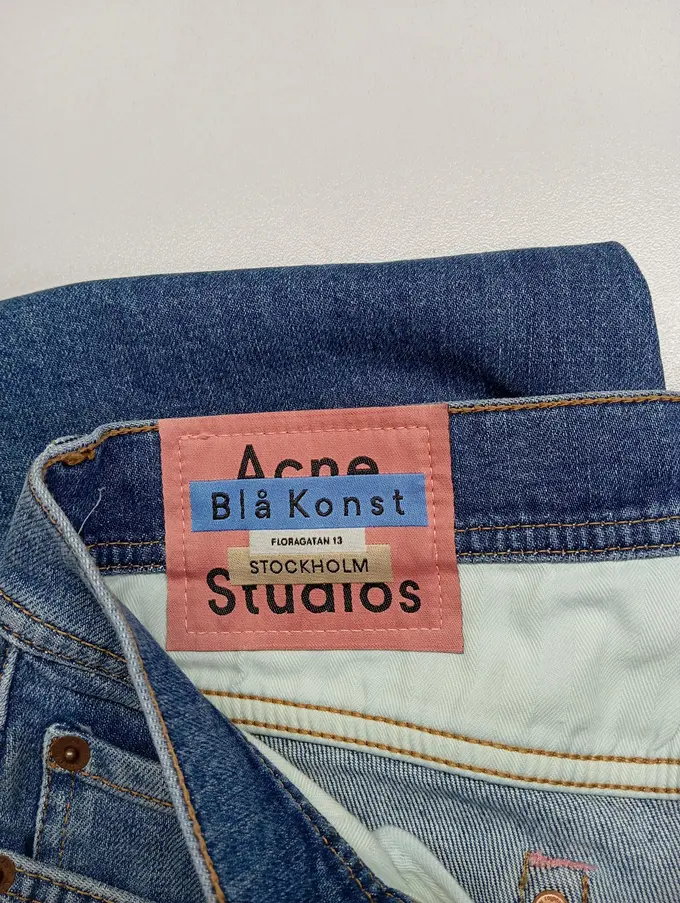 Acne
Blå Konst
FLORAGATAN 13
STOCKHOLM
Studios